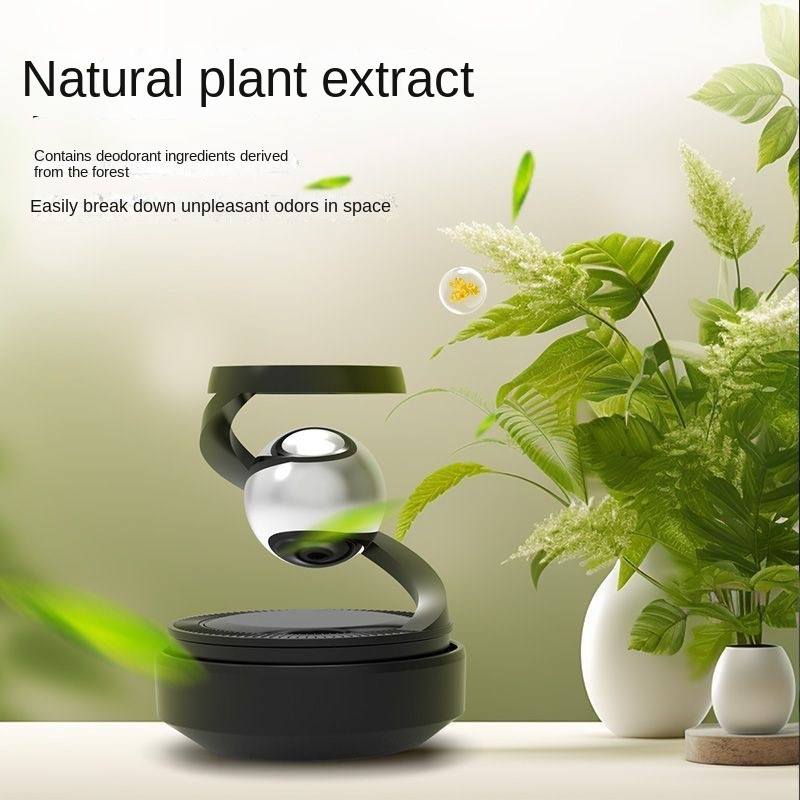 Natural plant extract
Contains deodorant ingredients derived
from the forest
Easily break down unpleasant odors in space